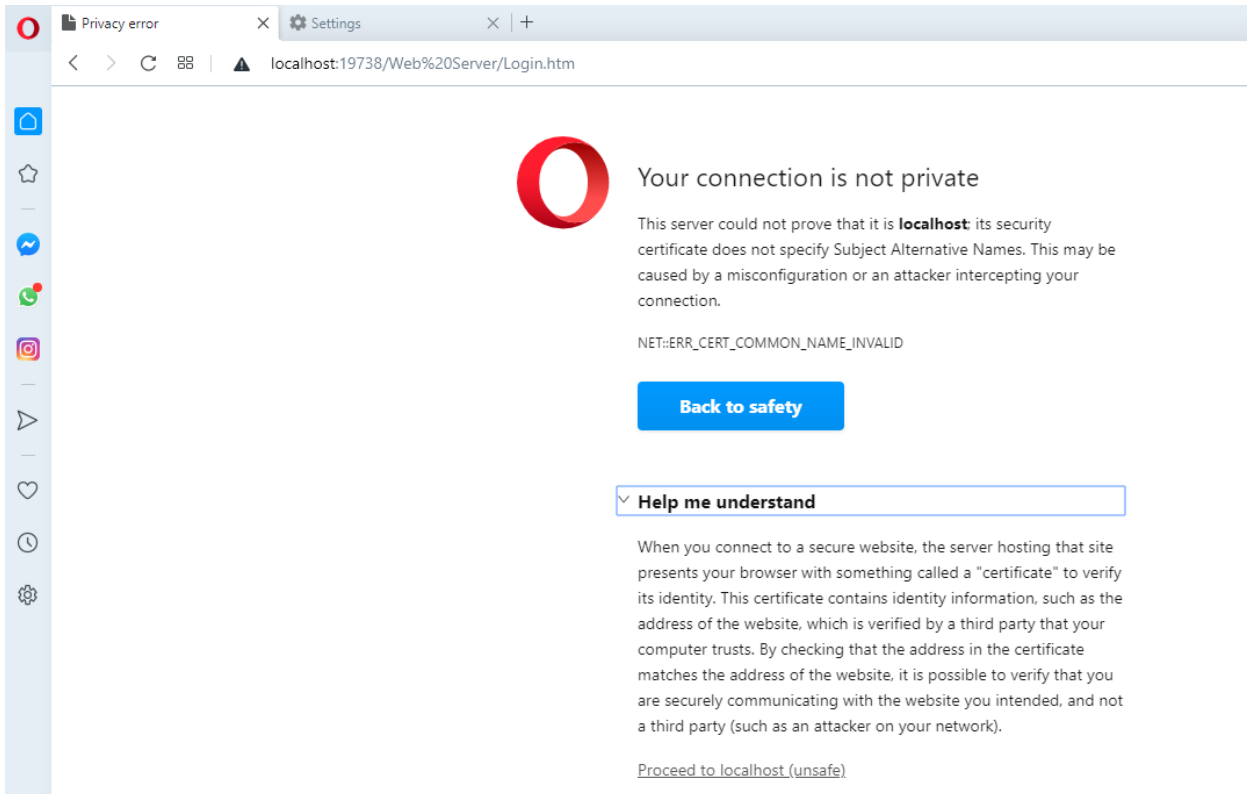 Privacy error
Settings
localhost:19738/Web%20Server/Login.htm
Your connection is not private
This server could not prove that it is localhost; its security
certificate does not specify Subject Alternative Names. This may be
caused by a misconfiguration or an attacker intercepting your
connection.
NET::ERR_CERT_COMMON_NAME_INVALID
Back to safety
Help me understand
When you connect to a secure website, the server hosting that site
presents your browser with something called a "certificate" to verify
its identity. This certificate contains identity information, such as the
address of the website, which is verified by a third party that your
computer trusts. By checking that the address in the certificate
matches the address of the website, it is possible to verify that you
are securely communicating with the website you intended, and not
a third party (such as an attacker on your network).
Proceed to localhost (unsafe)